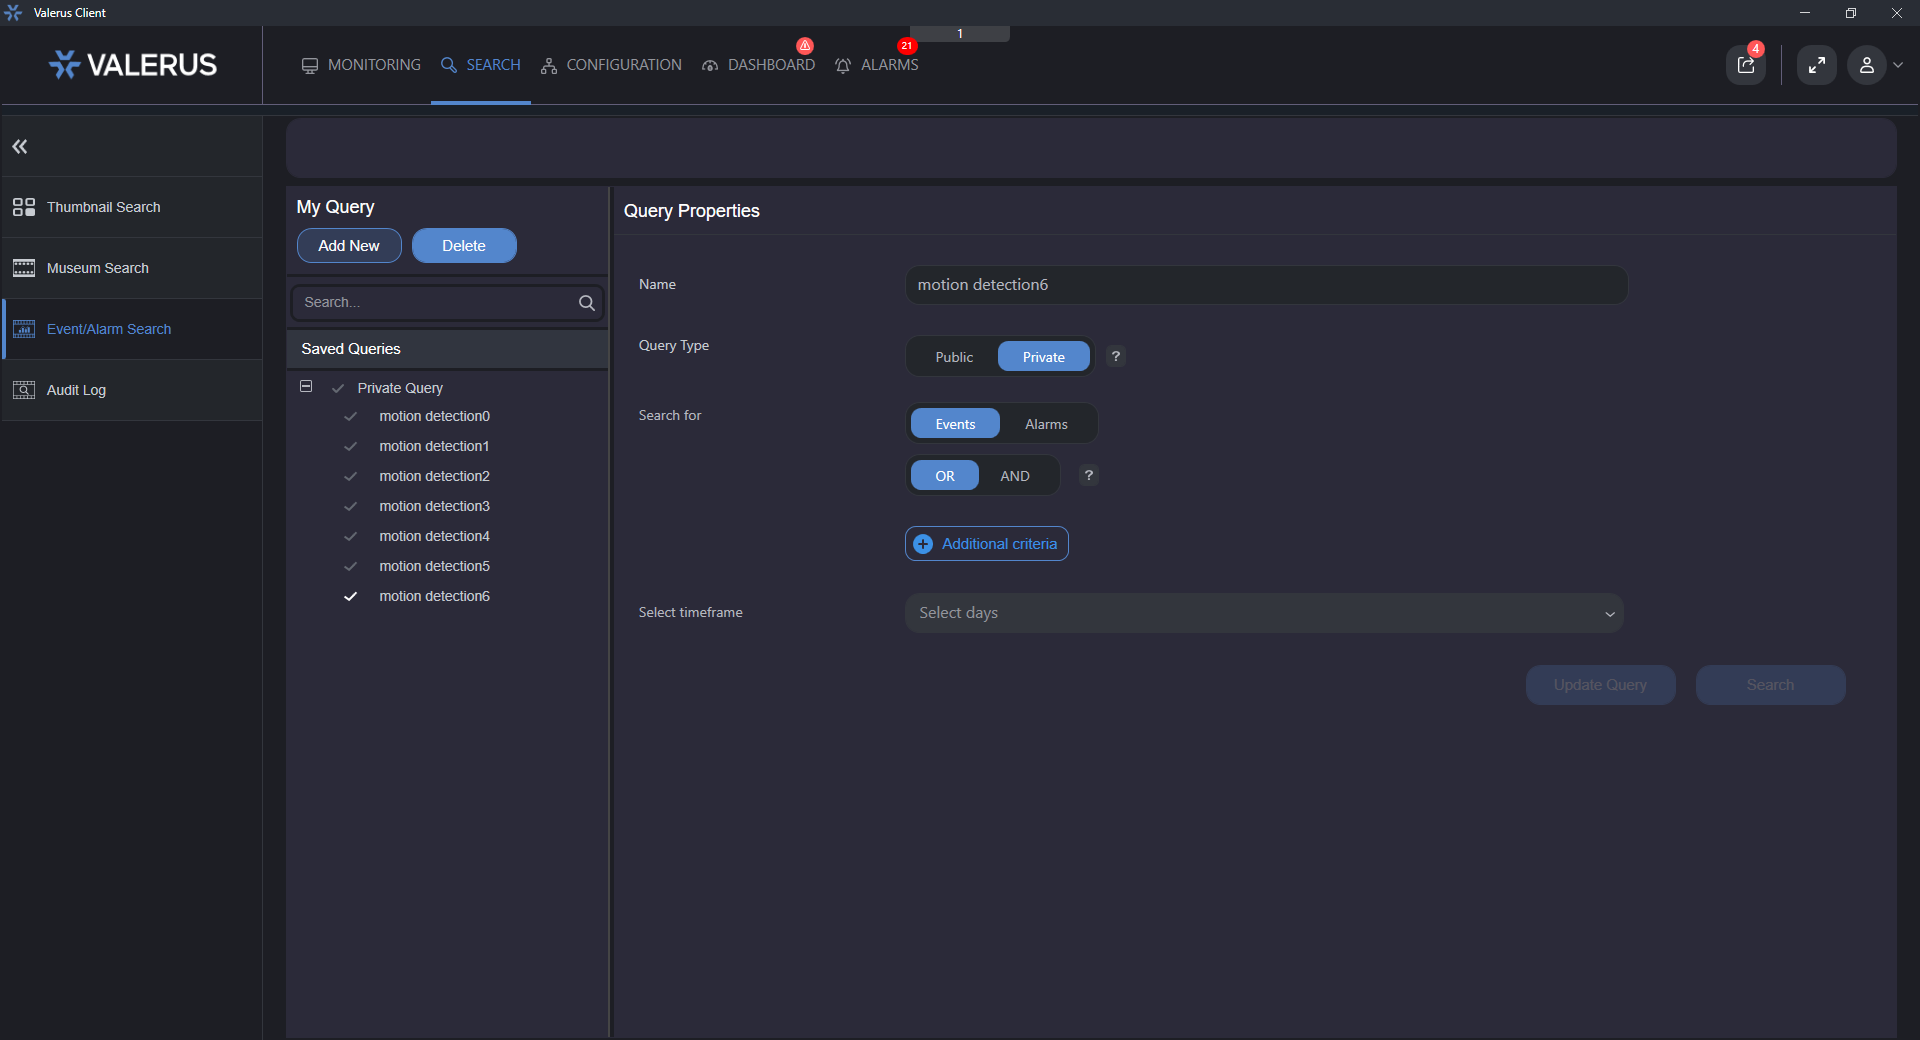 Valerus Client
1
VALERUS
MONITORING
SEARCH
CONFIGURATION
DASHBOARD
21
ALARMS
4
Thumbnail Search
Museum Search
Event/Alarm Search
Audit Log
My Query
Add New
Delete
Search...
Saved Queries
Private Query
motion detection0
motion detection1
motion detection2
motion detection3
motion detection4
motion detection5
motion detection6
Query Properties
Name
motion detection6
Query Type
Public
Private
?
Search for
Events
Alarms
OR
AND
?
Additional criteria
Select timeframe
Select days
Update Query
Search